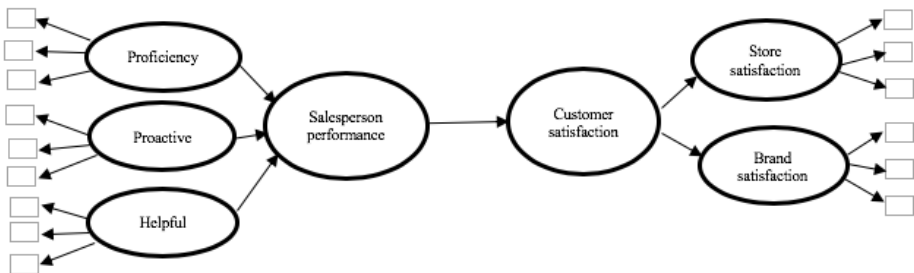 Proficiency
Proactive
Helpful
Salesperson
performance
Customer
satisfaction
Store
satisfaction
Brand
satisfaction